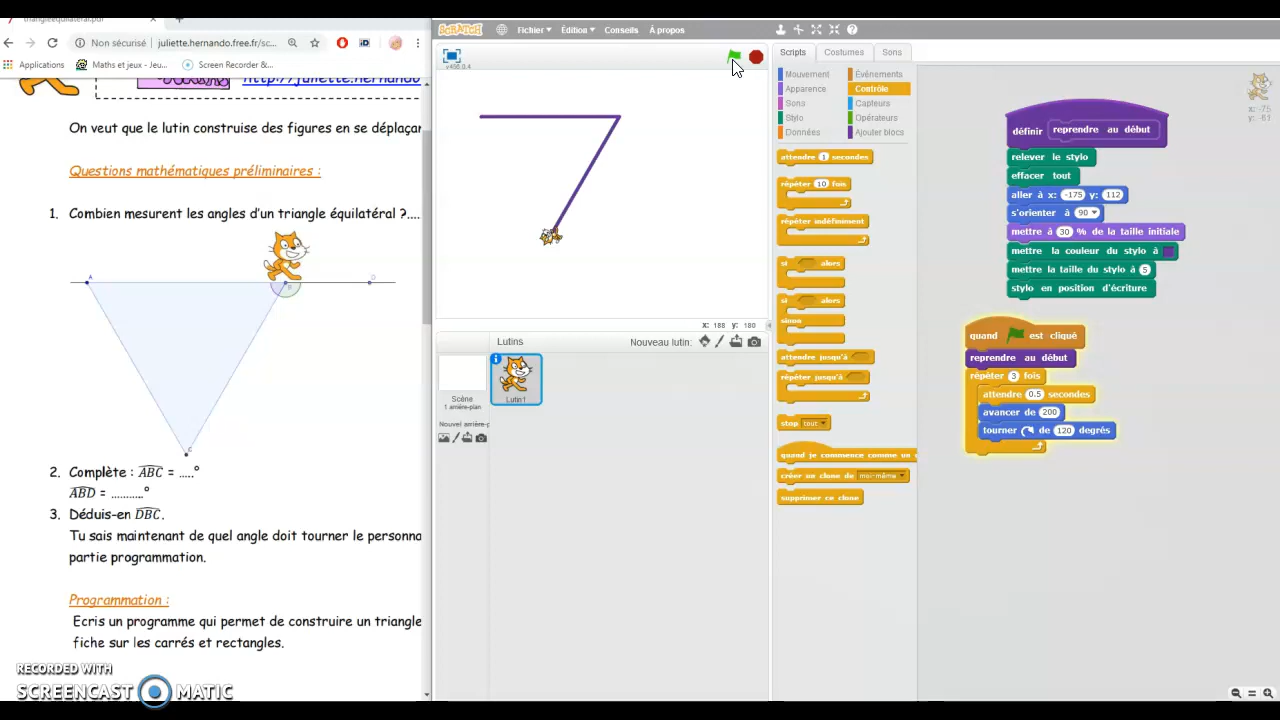 triangleequilateral.pdf
Non sécurisé
juliette.hernando.free.fr/sc...
Applications
Maths et jeux - Jeu...
Screen Recorder &...
http://juliette.hernando
On veut que le lutin construise des figures en se déplaçan
Questions mathématiques préliminaires :
1. Combien mesurent les angles d'un triangle équilatéral ?....
A
B
D
C
2. Complète : ABC = .....°
ABD = ...........°
3. Déduis-en DBC.
Tu sais maintenant de quel angle doit tourner le personna
partie programmation.
Programmation :
Ecris un programme qui permet de construire un triangle
fiche sur les carrés et rectangles.
RECORDED WITH
SCREENCAST MATIC
SCRATCH
Fichier
Édition
Conseils
À propos
v456.0.4
x: 188 y: 180
Lutins
Nouveau lutin:
Scène
1 arrière-plan
Nouvel arrière-p
Lutin1
Scripts
Costumes
Sons
Mouvement
Événements
Apparence
Contrôle
Sons
Capteurs
Stylo
Opérateurs
Données
Ajouter blocs
attendre 1 secondes
répéter 10 fois
répéter indéfiniment
si alors
si alors
sinon
attendre jusqu'à
répéter jusqu'à
stop tout
quand je commence comme un
créer un clone de moi-même
supprimer ce clone
x: -75
y: -61
définir reprendre au début
relever le stylo
effacer tout
aller à x: -175 y: 112
s'orienter à 90
mettre à 30 % de la taille initiale
mettre la couleur du stylo à
mettre la taille du stylo à 5
stylo en position d'écriture
quand est cliqué
reprendre au début
répéter 3 fois
attendre 0.5 secondes
avancer de 200
tourner de 120 degrés